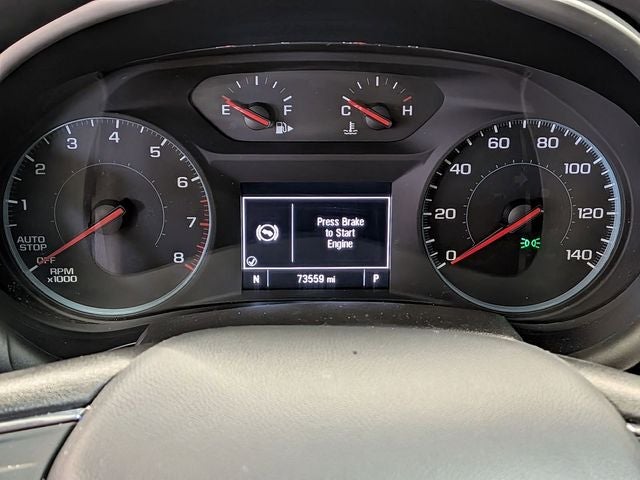 E F C H
1 2 3 4 5 6 7 8
AUTO
STOP
OFF
RPM
x1000
Press Brake
to Start
Engine
N 73559 mi P
0 20 40 60 80 100 120 140